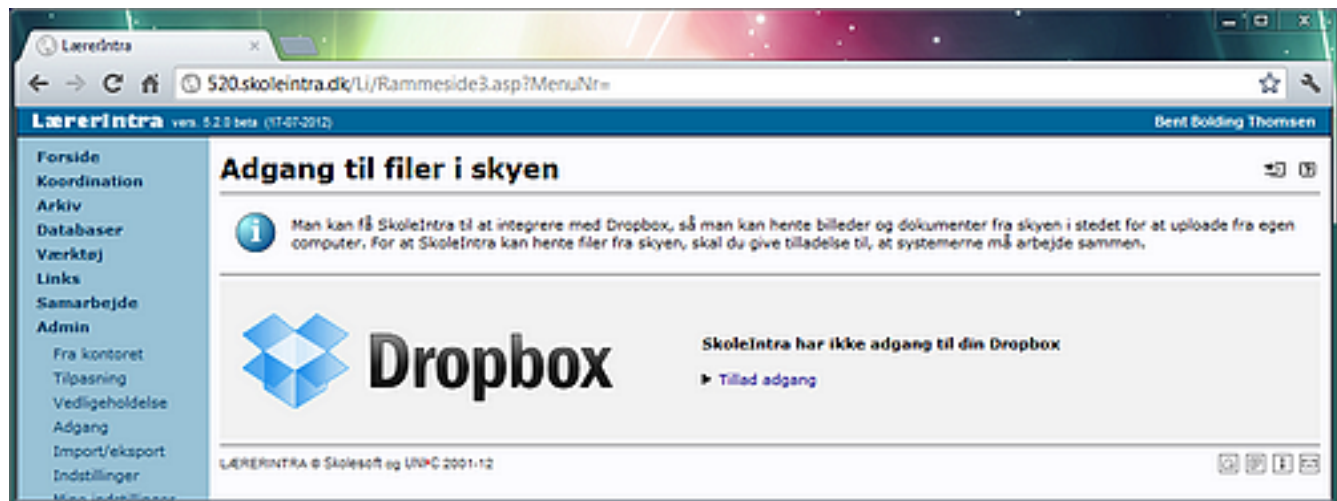 LærerIntra
520.skoleintra.dk/Li/Rammeside3.asp?MenuNr=
LærerIntra vers. 5.2.0 beta (17-07-2012)
Bent Bolding Thomsen
Forside
Koordination
Arkiv
Databaser
Værktøj
Links
Samarbejde
Admin
Fra kontoret
Tilpasning
Vedligeholdelse
Adgang
Import/eksport
Indstillinger
Mine indstillinger
Adgang til filer i skyen
Man kan få SkoleIntra til at integrere med Dropbox, så man kan hente billeder og dokumenter fra skyen i stedet for at uploade fra egen
computer. For at SkoleIntra kan hente filer fra skyen, skal du give tilladelse til, at systemerne må arbejde sammen.
Dropbox
SkoleIntra har ikke adgang til din Dropbox
Tillad adgang
LÆRERINTRA © Skolesoft og UNI•C 2001-12